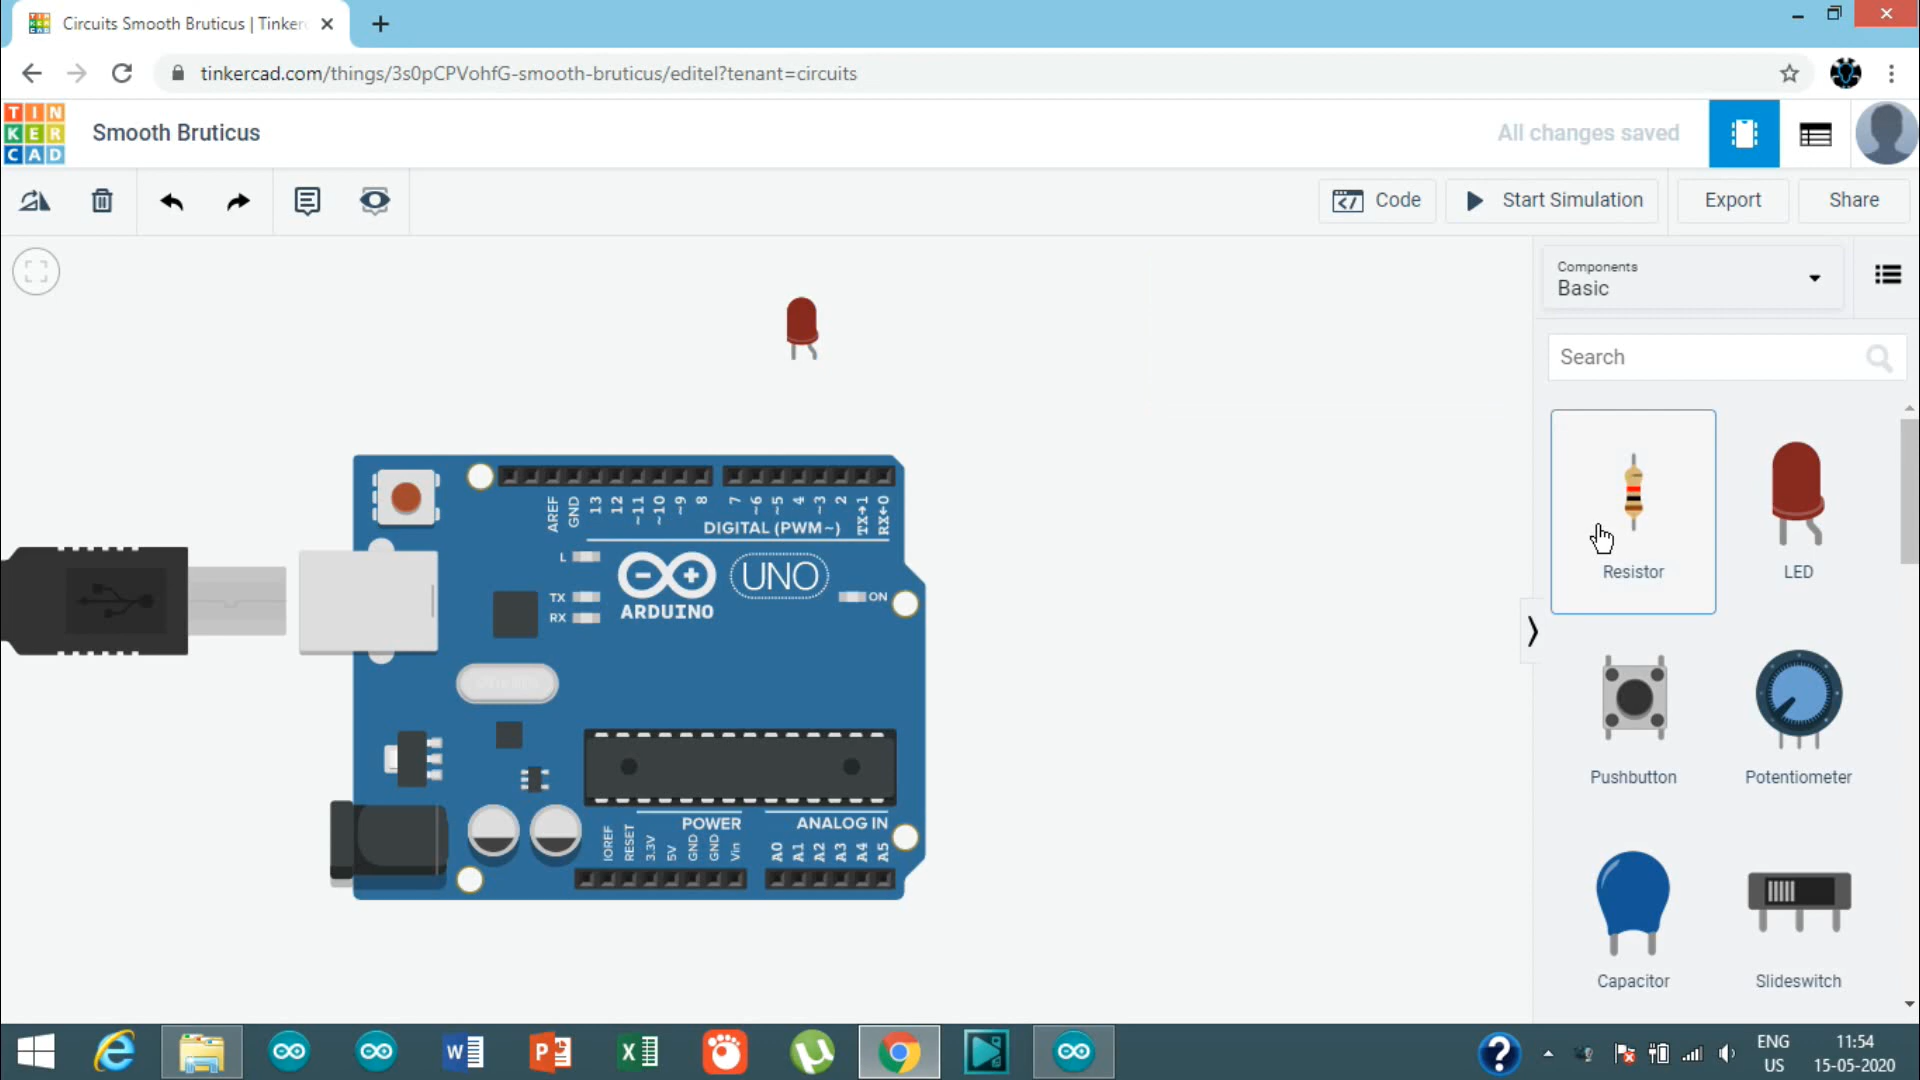 Circuits Smooth Bruticus | Tinker
tinkercad.com/things/3s0pCPVohfG-smooth-bruticus/editel?tenant=circuits
TIN
KER
CAD
Smooth Bruticus
All changes saved
Code
Start Simulation
Export
Share
Components
Basic
Search
Resistor
LED
Pushbutton
Potentiometer
Capacitor
Slideswitch
AREF
GND
13
12
~11
~10
~9
8
7
~6
~5
4
~3
2
TX→1
RX←0
DIGITAL (PWM~)
L
TX
RX
ARDUINO
UNO
ON
POWER
ANALOG IN
IOREF
RESET
3.3V
5V
GND
GND
Vin
A0
A1
A2
A3
A4
A5
ENG
US
11:54
15-05-2020